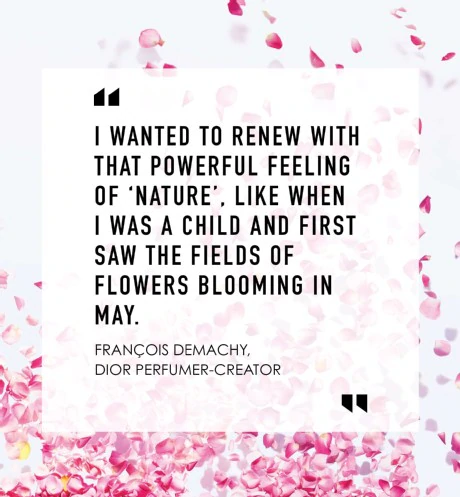 I WANTED TO RENEW WITH
THAT POWERFUL FEELING
OF ‘NATURE’, LIKE WHEN
I WAS A CHILD AND FIRST
SAW THE FIELDS OF
FLOWERS BLOOMING IN
MAY.
FRANÇOIS DEMACHY,
DIOR PERFUMER-CREATOR